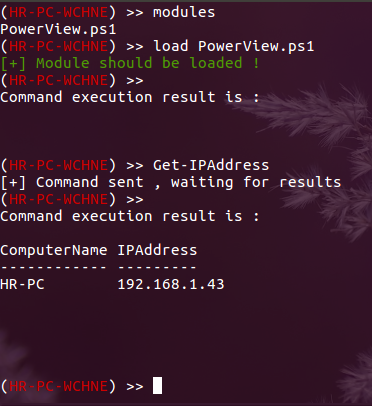 (HR-PC-WCHNE) >> modules
PowerView.ps1
(HR-PC-WCHNE) >> load PowerView.ps1
[+] Module should be loaded !
(HR-PC-WCHNE) >>
Command execution result is :
(HR-PC-WCHNE) >> Get-IPAddress
[+] Command sent , waiting for results
(HR-PC-WCHNE) >>
Command execution result is :
ComputerName IPAddress
------------ ---------
HR-PC        192.168.1.43
(HR-PC-WCHNE) >>